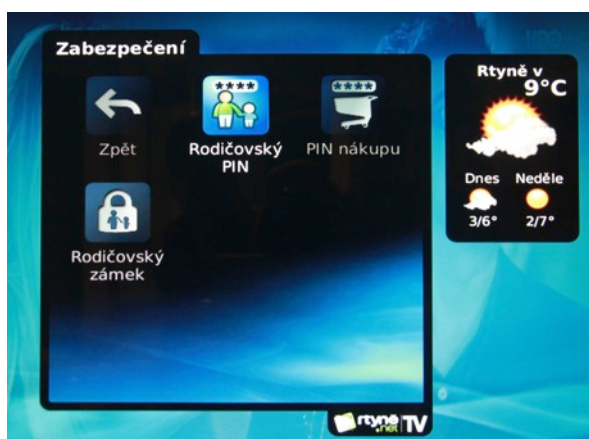 Zabezpečení
****
****
Zpět
Rodičovský
PIN
PIN nákupu
Rodičovský
zámek
Rtyně v
9°C
Dnes
Neděle
3/6°
2/7°
rtyně
.net
TV